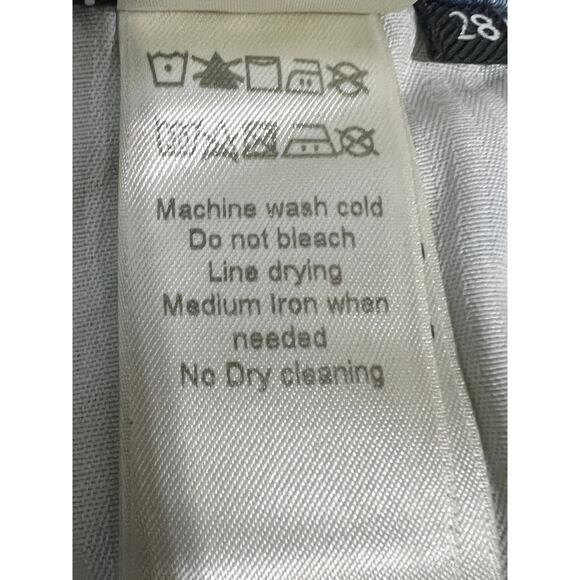 28
Machine wash cold
Do not bleach
Line drying
Medium Iron when
needed
No Dry cleaning